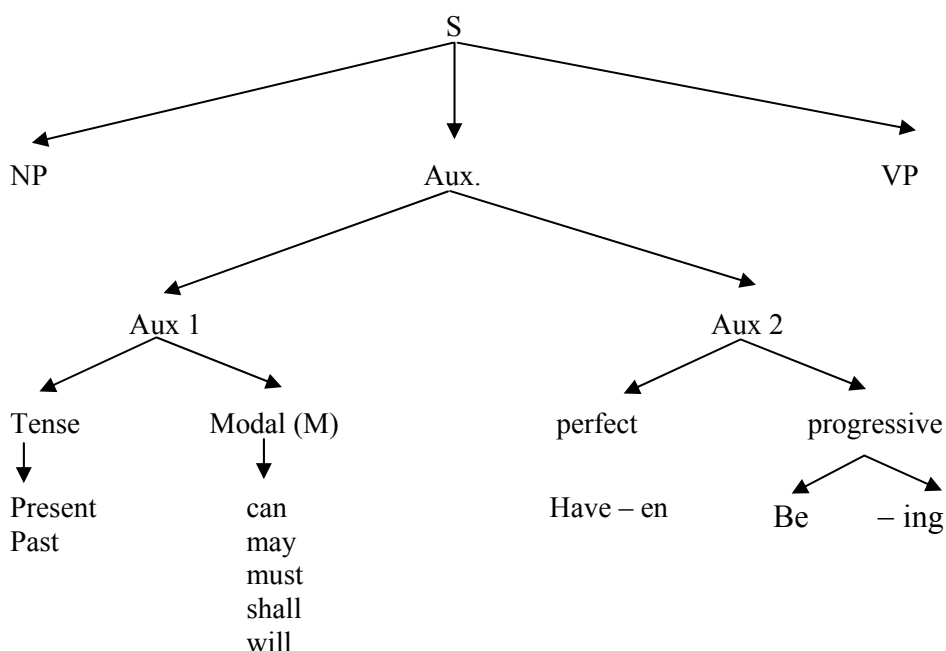 S
NP Aux. VP
Aux 1 Aux 2
Tense Modal (M) perfect progressive
Present can Have – en Be – ing
Past may
must
shall
will